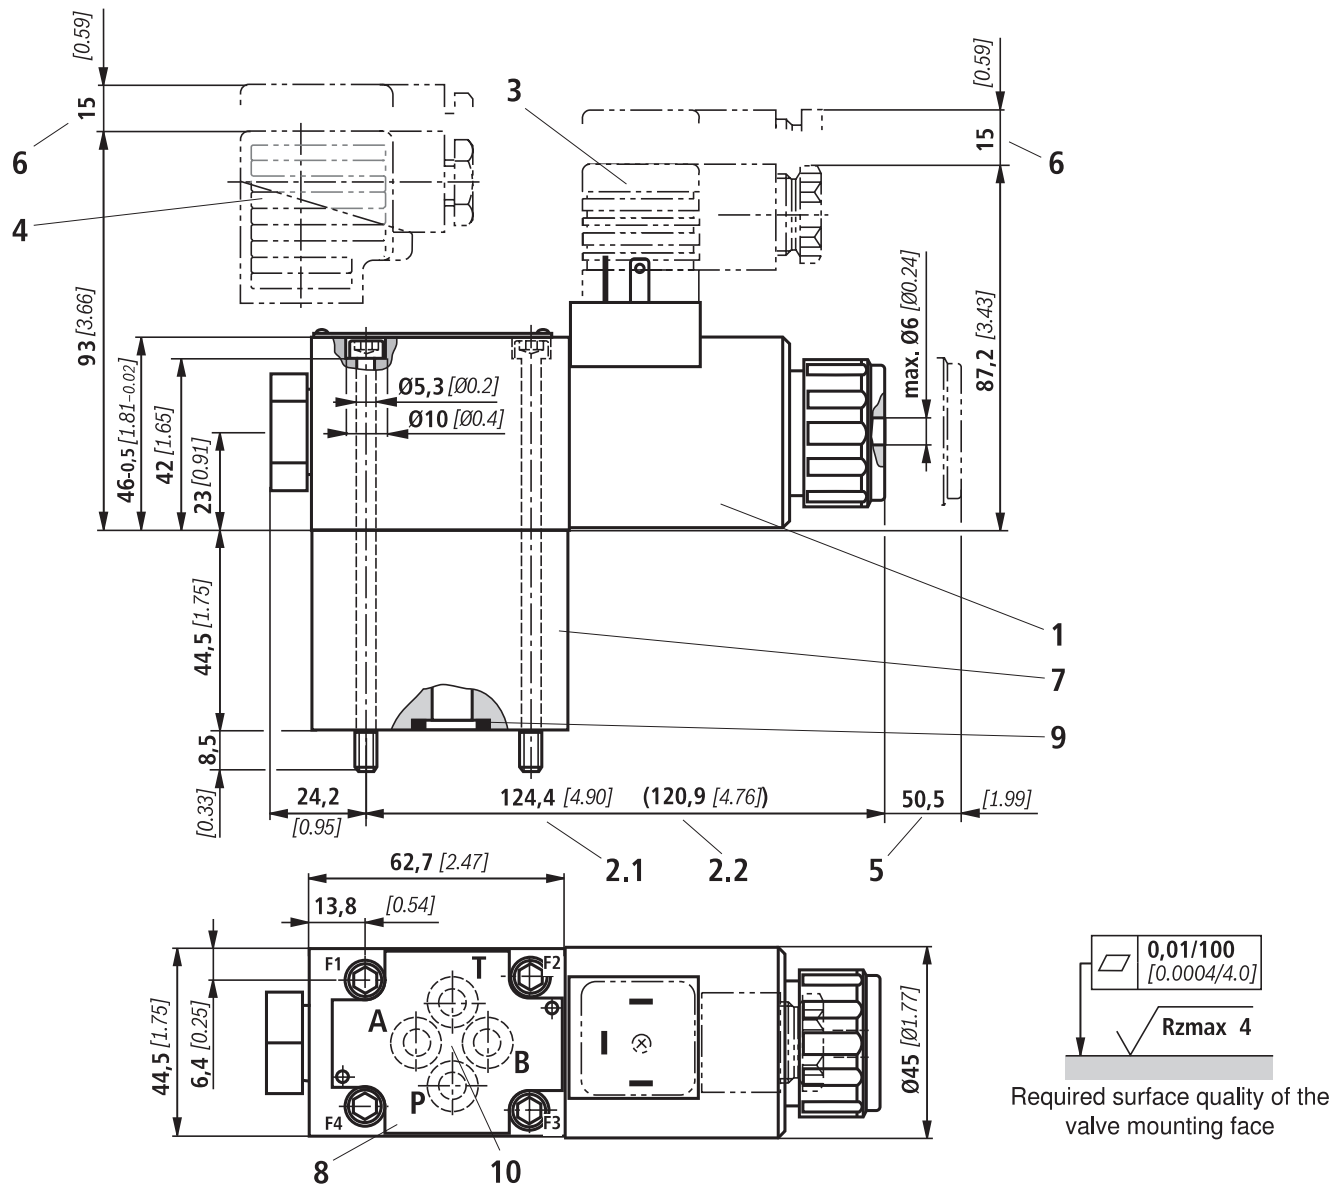 [0.59]
15
6
4
93 [3.66]
46-0,5 [1.81-0.02]
42 [1.65]
23 [0.91]
Ø5,3 [Ø0.2]
Ø10 [Ø0.4]
3
[0.59]
15
6
max. Ø6 [Ø0.24]
87,2 [3.43]
1
7
9
44,5 [1.75]
8,5
[0.33]
24,2
[0.95]
124,4 [4.90]
(120,9 [4.76])
50,5
[1.99]
2.1
2.2
5
62,7 [2.47]
13,8
[0.54]
44,5 [1.75]
6,4 [0.25]
F1
T
F2
A
B
P
F4
F3
8
10
Ø45 [Ø1.77]
0,01/100
[0.0004/4.0]
Rzmax 4
Required surface quality of the
valve mounting face